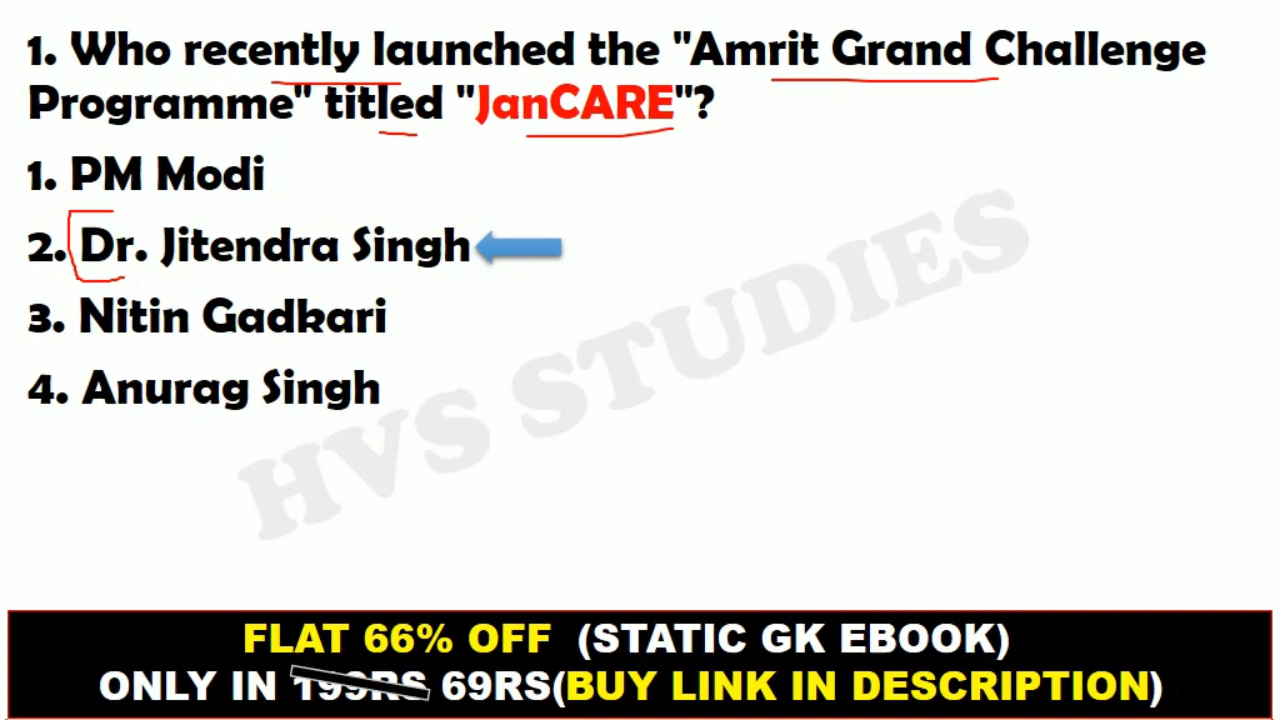 1. Who recently launched the "Amrit Grand Challenge
Programme" titled "JanCARE"?
1. PM Modi
2. Dr. Jitendra Singh
3. Nitin Gadkari
4. Anurag Singh
HVS STUDIES
FLAT 66% OFF (STATIC GK EBOOK)
ONLY IN 199RS 69RS(BUY LINK IN DESCRIPTION)